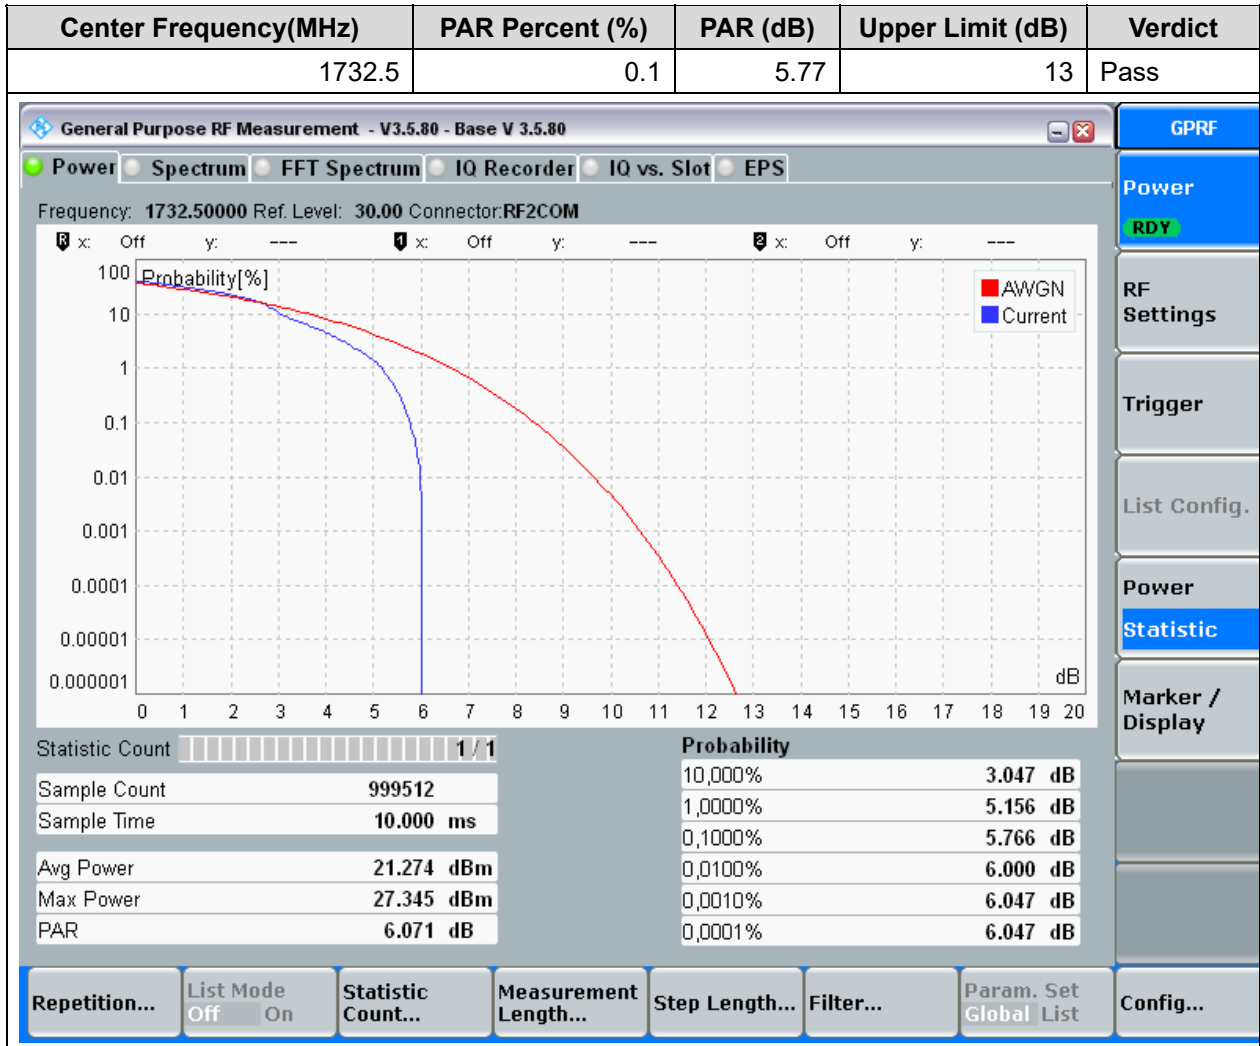 Center Frequency(MHz) PAR Percent (%) PAR (dB) Upper Limit (dB) Verdict
1732.5 0.1 5.77 13 Pass
General Purpose RF Measurement - V3.5.80 - Base V 3.5.80
GPRF
Power Spectrum FFT Spectrum IQ Recorder IQ vs. Slot EPS
Power
RDY
Frequency: 1732.50000 Ref. Level: 30.00 Connector:RF2COM
R x: Off y: --- 1 x: Off y: --- 2 x: Off y: ---
Probability[%]
AWGN
Current
100
10
1
0.1
0.01
0.001
0.0001
0.00001
0.000001
dB
0 1 2 3 4 5 6 7 8 9 10 11 12 13 14 15 16 17 18 19 20
RF
Settings
Trigger
List Config.
Power
Statistic
Marker /
Display
Statistic Count 1 / 1
Sample Count 999512
Sample Time 10.000 ms
Avg Power 21.274 dBm
Max Power 27.345 dBm
PAR 6.071 dB
Probability
10,000% 3.047 dB
1,0000% 5.156 dB
0,1000% 5.766 dB
0,0100% 6.000 dB
0,0010% 6.047 dB
0,0001% 6.047 dB
Repetition...
List Mode
Off On
Statistic
Count...
Measurement
Length...
Step Length...
Filter...
Param. Set
Global List
Config...